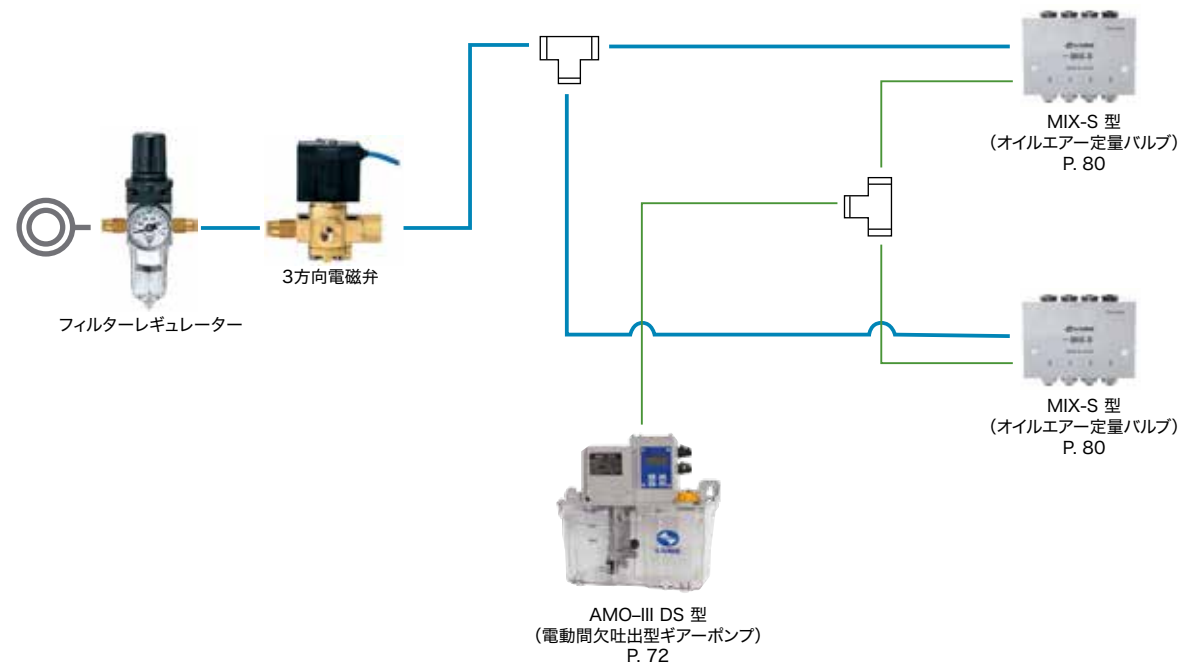 MIX-S 型
（オイルエアー定量バルブ）
P. 80
3方向電磁弁
フィルターレギュレーター
MIX-S 型
（オイルエアー定量バルブ）
P. 80
AMO–III DS 型
（電動間欠吐出型ギアーポンプ）
P. 72